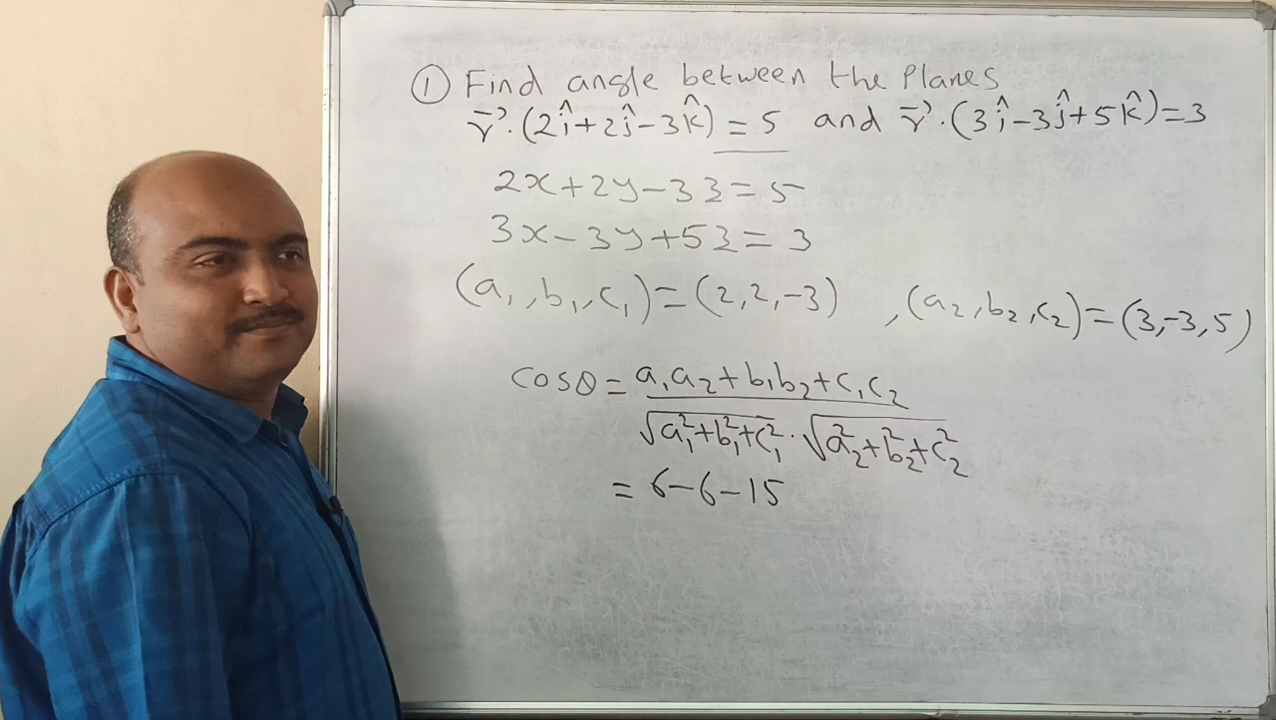 ① Find angle between the Planes
r⃗.(2î+2ĵ-3k̂) = 5 and r⃗.(3î-3ĵ+5k̂)=3
2x+2y-3z=5
3x-3y+5z=3
(a₁,b₁,c₁)=(2,2,-3) , (a₂,b₂,c₂)=(3,-3,5)
cosθ = a₁a₂+b₁b₂+c₁c₂
√a₁²+b₁²+c₁² . √a₂²+b₂²+c₂²
= 6-6-15